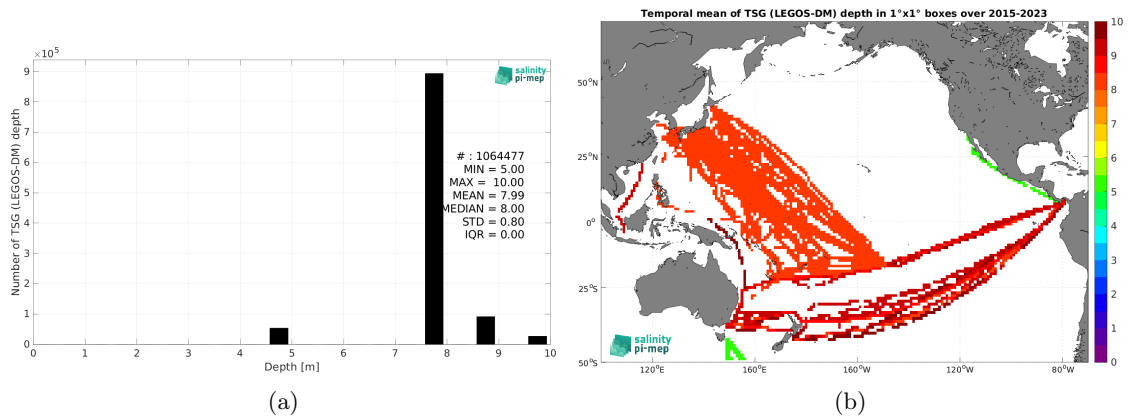 ×10⁵
9
8
7
6
5
4
3
2
1
0
Number of TSG (LEGOS-DM) depth
salinity
pi-mep
# : 1064477
MIN = 5.00
MAX = 10.00
MEAN = 7.99
MEDIAN = 8.00
STD = 0.80
IQR = 0.00
0 1 2 3 4 5 6 7 8 9 10
Depth [m]
(a)
Temporal mean of TSG (LEGOS-DM) depth in 1°x1° boxes over 2015-2023
50°N
25°N
0°
25°S
50°S
120°E 160°E 160°W 120°W 80°W
salinity
pi-mep
10
9
8
7
6
5
4
3
2
1
0
(b)